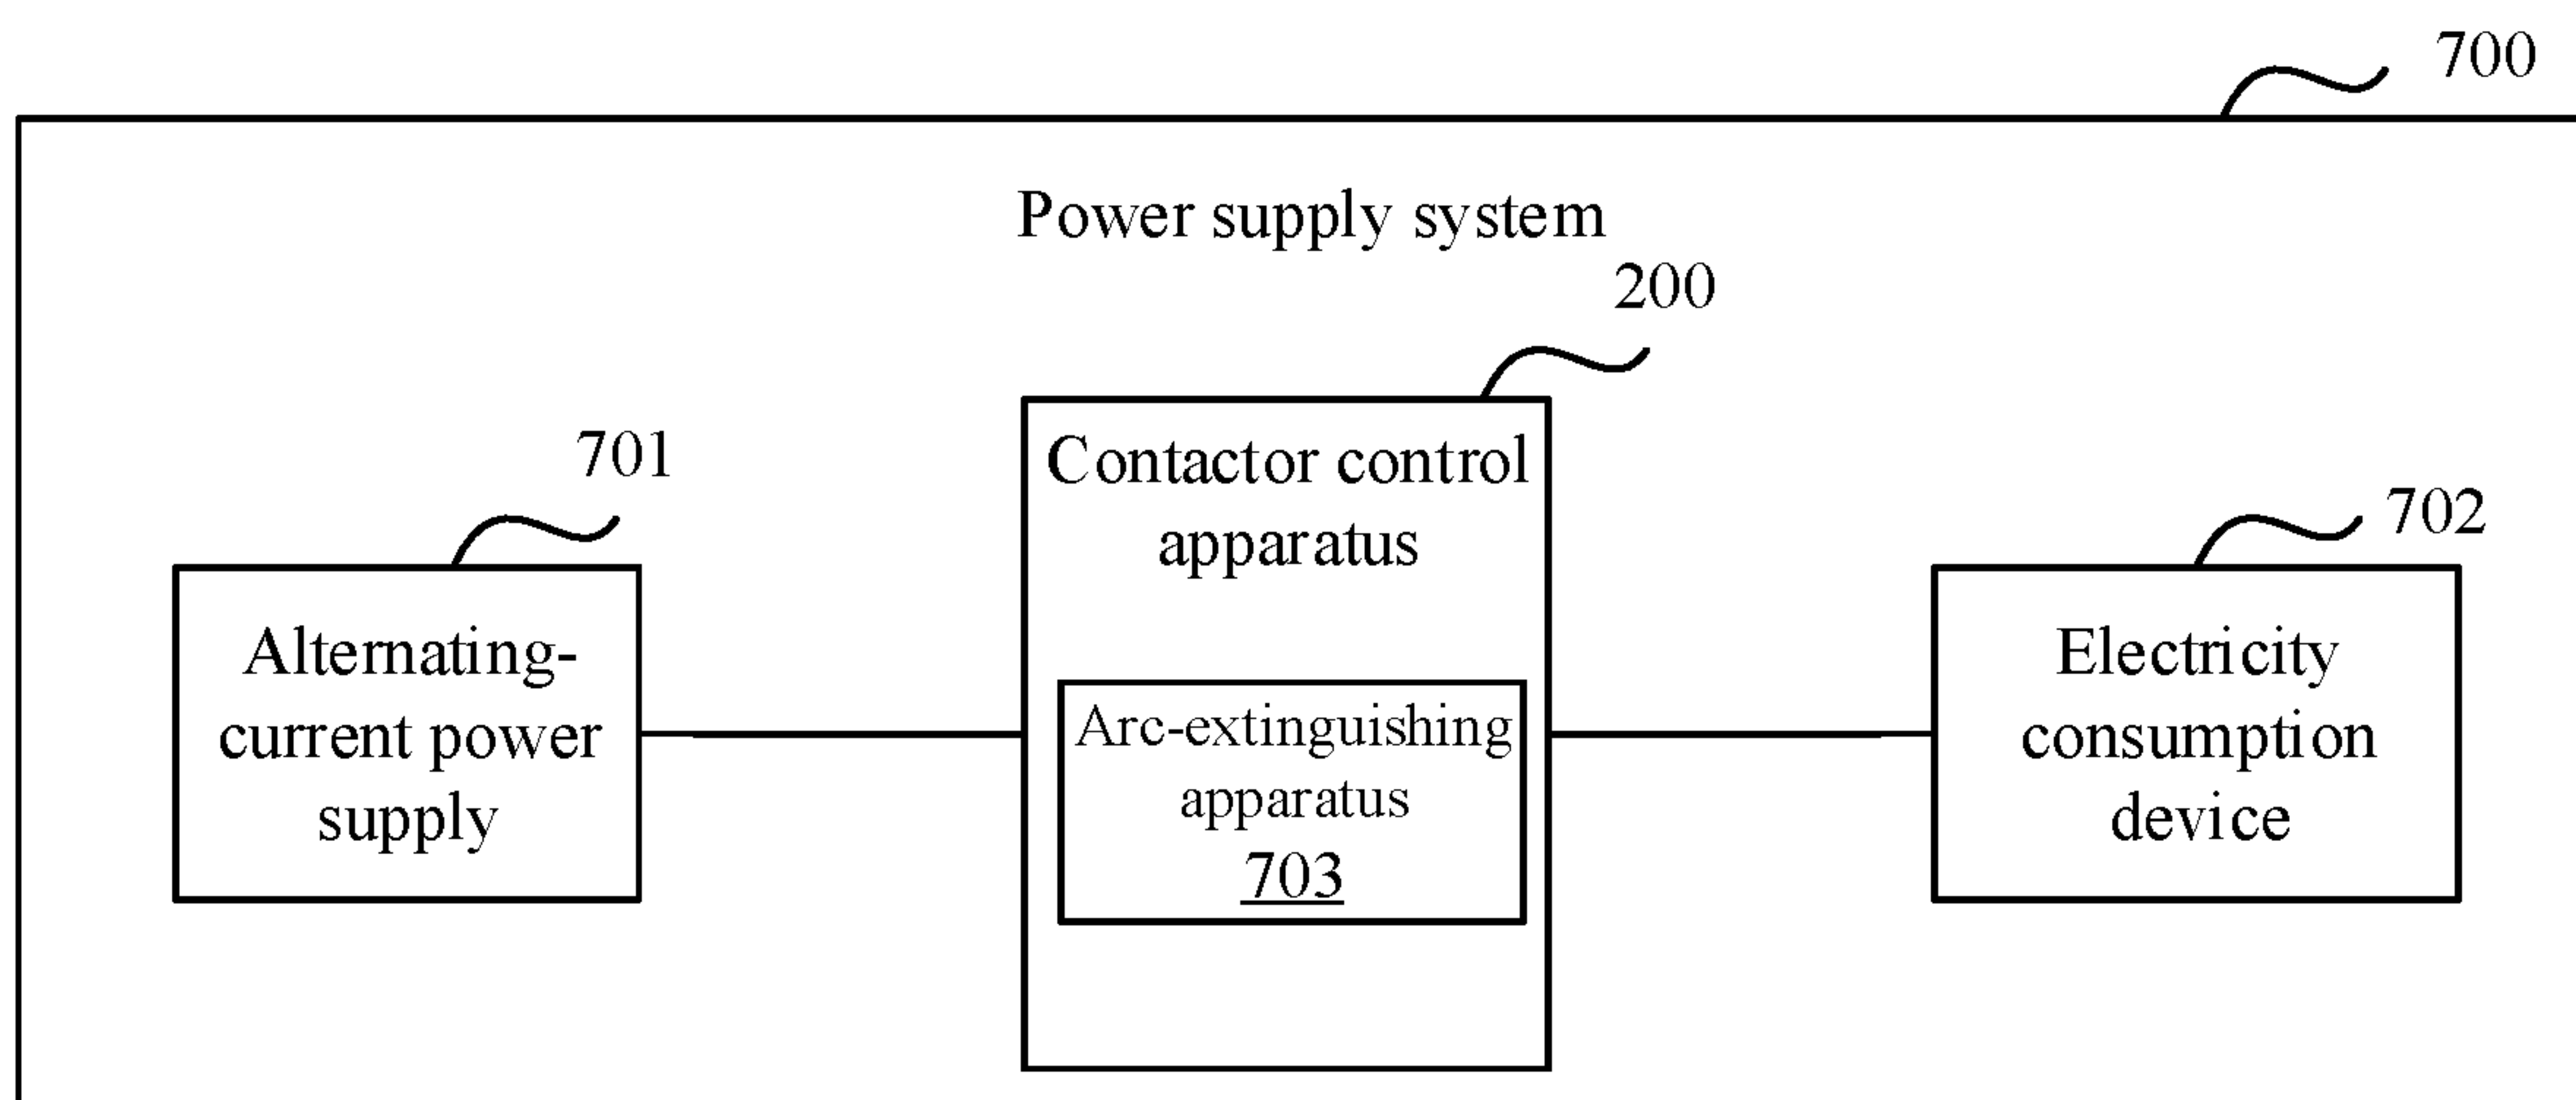 700
Power supply system
200
Contactor control
apparatus
701
Alternating-
current power
supply
Arc-extinguishing
apparatus
703
702
Electricity
consumption
device